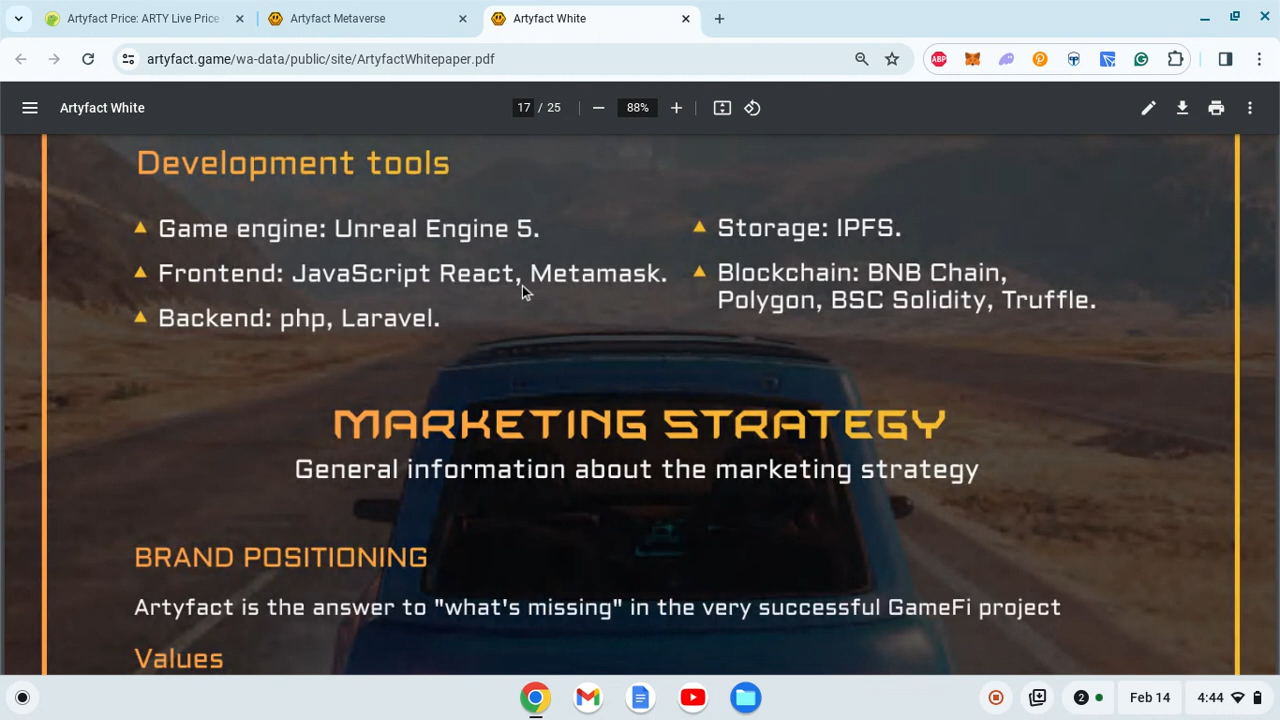 Artyfact Price: ARTY Live Price
Artyfact Metaverse
Artyfact White
artyfact.game/ma-data/public/site/ArtyfactWhitepaper.pdf
ABP
Artyfact White
17 / 25
88%
Development tools
Game engine: Unreal Engine 5.
Frontend: JavaScript React, Metamask.
Backend: php, Laravel.
Storage: IPFS.
Blockchain: BNB Chain,
Polygon, BSC Solidity, Truffle.
MARKETING STRATEGY
General information about the marketing strategy
BRAND POSITIONING
Artyfact is the answer to "what's missing" in the very successful GameFi project
Values
2
Feb 14
4:44